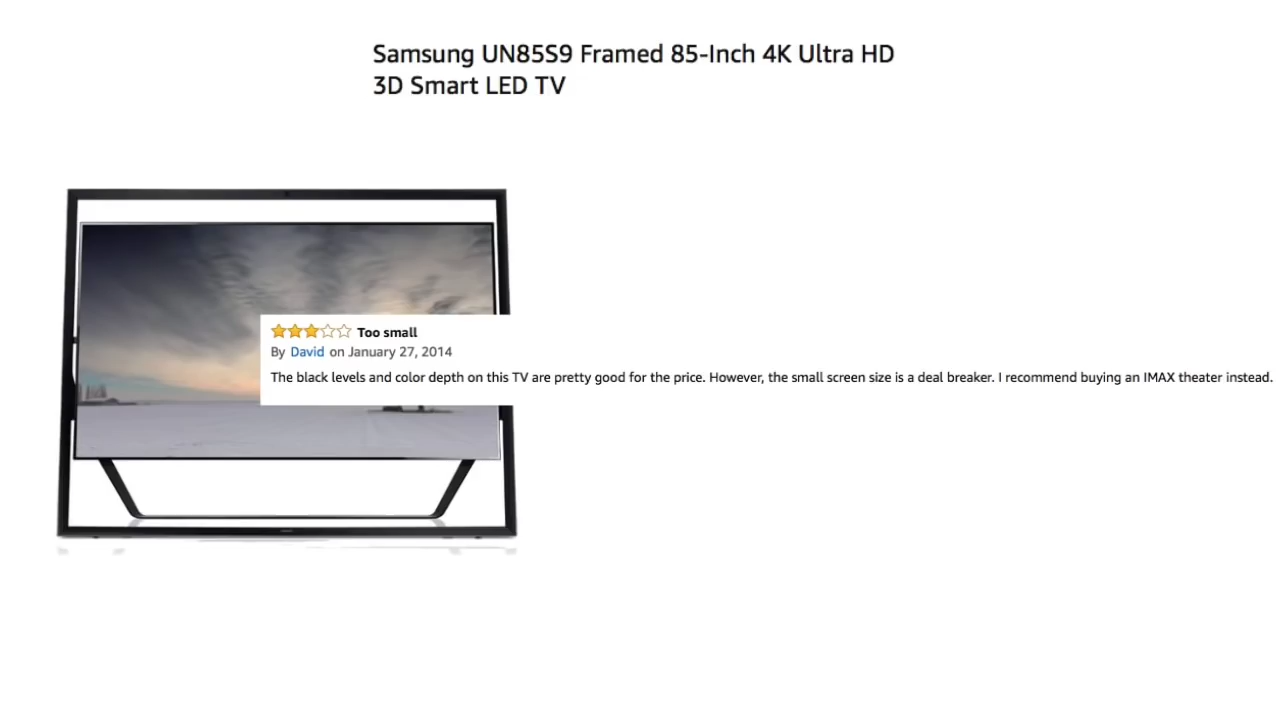 Samsung UN85S9 Framed 85-Inch 4K Ultra HD
3D Smart LED TV
Too small
By David on January 27, 2014
The black levels and color depth on this TV are pretty good for the price. However, the small screen size is a deal breaker. I recommend buying an IMAX theater instead.